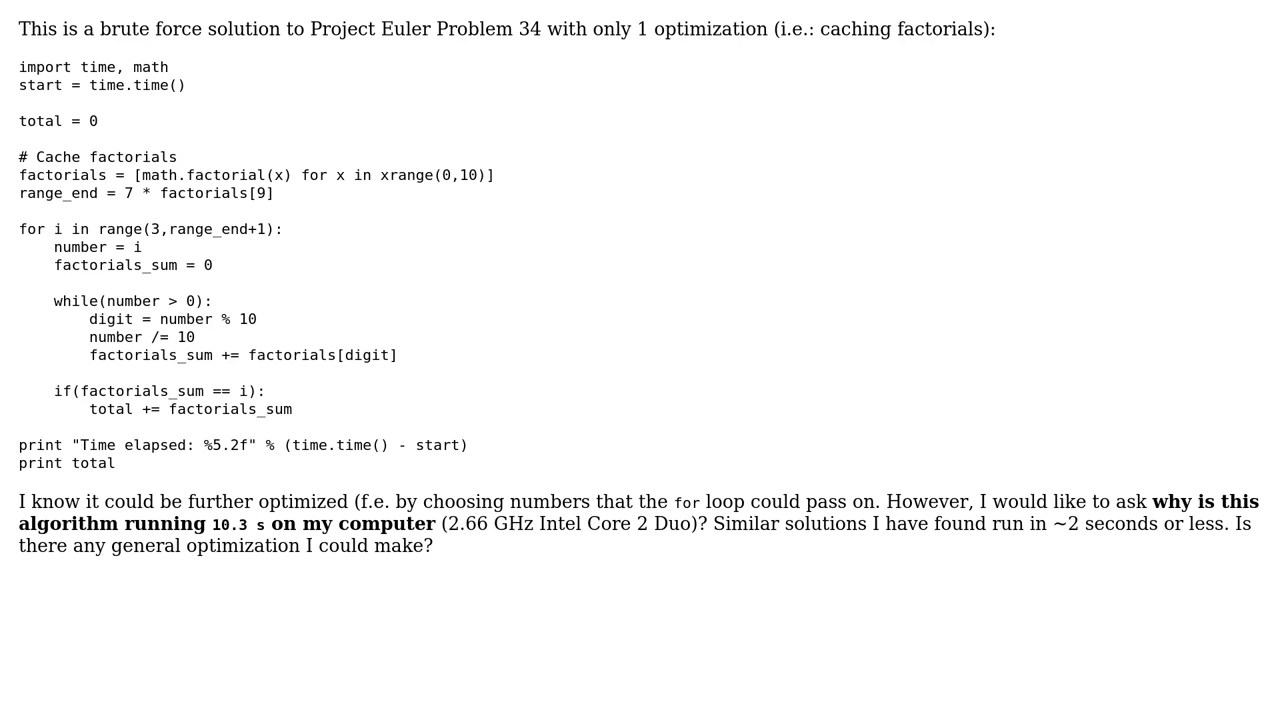 This is a brute force solution to Project Euler Problem 34 with only 1 optimization (i.e.: caching factorials):
import time, math
start = time.time()
total = 0
# Cache factorials
factorials = [math.factorial(x) for x in xrange(0,10)]
range_end = 7 * factorials[9]
for i in range(3,range_end+1):
    number = i
    factorials_sum = 0
    while(number > 0):
        digit = number % 10
        number /= 10
        factorials_sum += factorials[digit]
    if(factorials_sum == i):
        total += factorials_sum
print "Time elapsed: %5.2f" % (time.time() - start)
print total
I know it could be further optimized (f.e. by choosing numbers that the for loop could pass on. However, I would like to ask why is this
algorithm running 10.3 s on my computer (2.66 GHz Intel Core 2 Duo)? Similar solutions I have found run in ~2 seconds or less. Is
there any general optimization I could make?